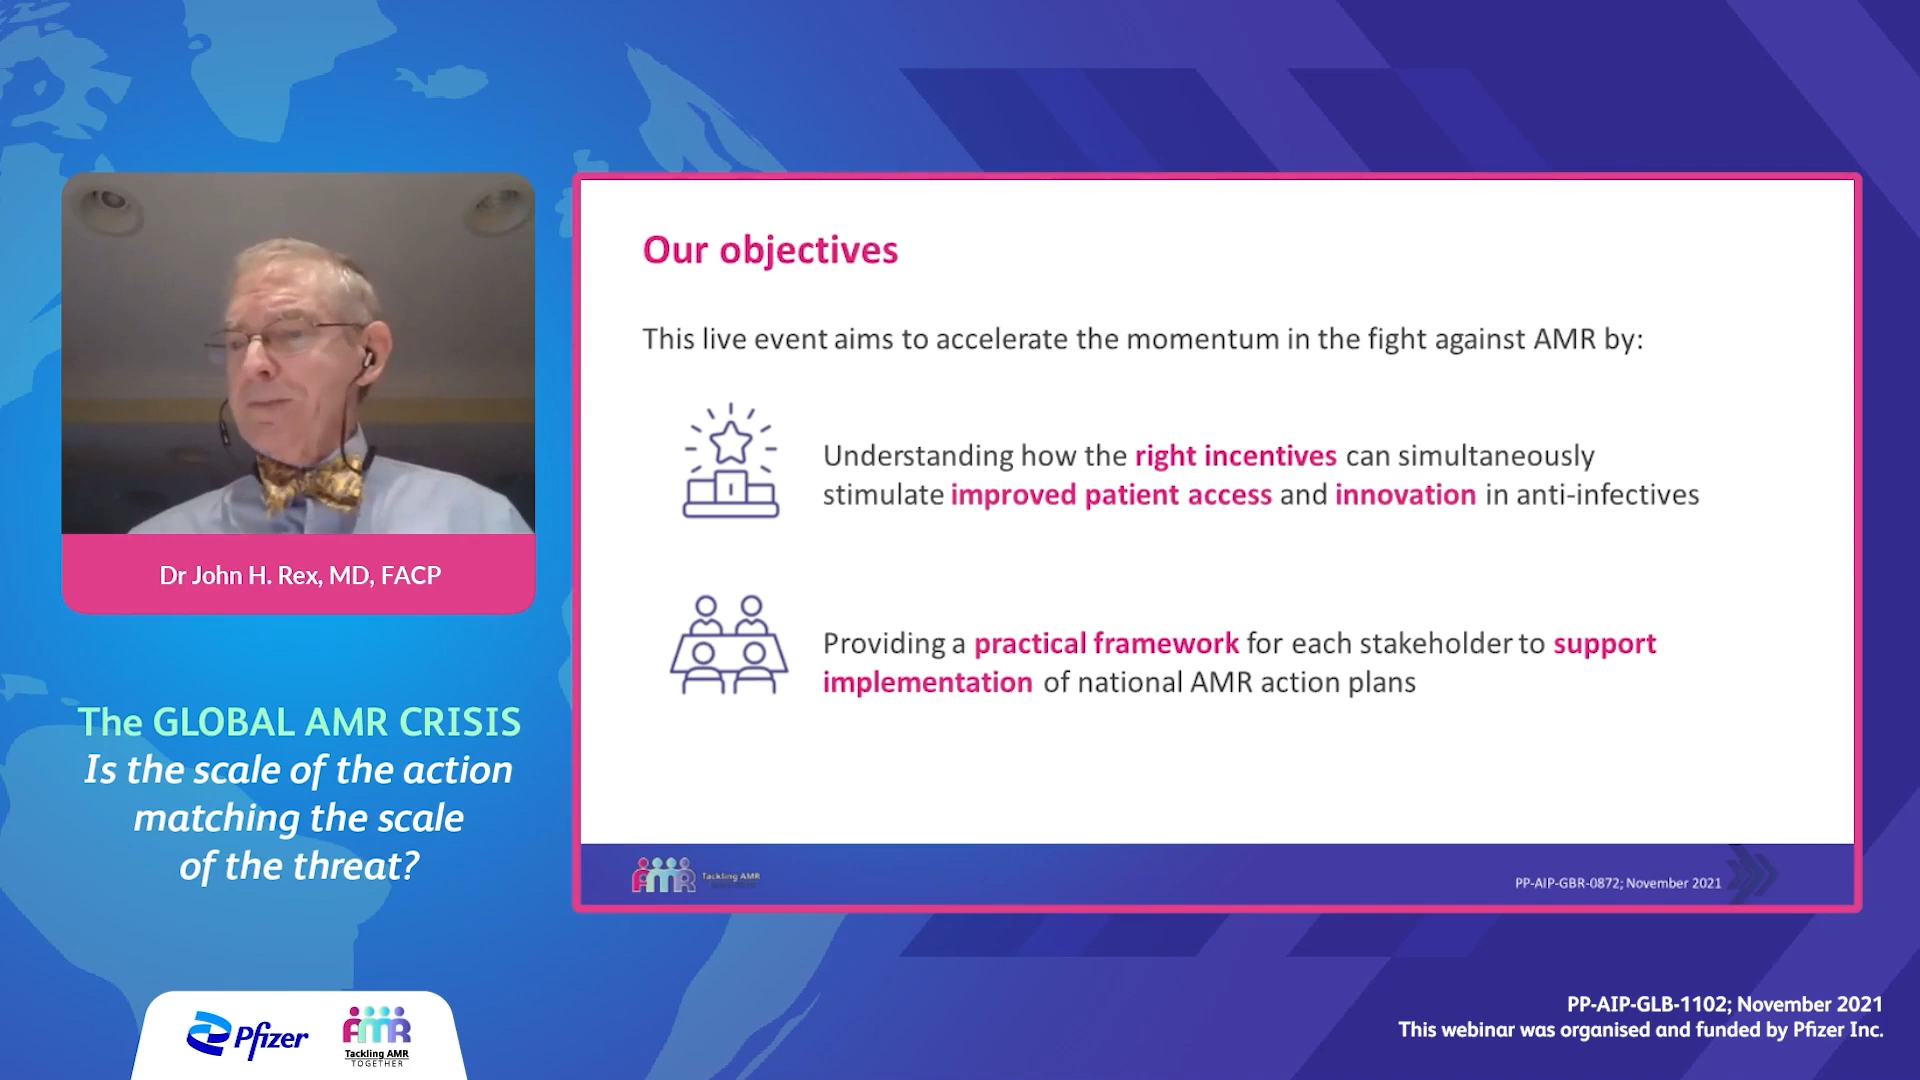 Our objectives
This live event aims to accelerate the momentum in the fight against AMR by:
Understanding how the right incentives can simultaneously
stimulate improved patient access and innovation in anti-infectives
Providing a practical framework for each stakeholder to support
implementation of national AMR action plans
AMR Tackling AMR
PP-AIP-GBR-0872; November 2021
Dr John H. Rex, MD, FACP
The GLOBAL AMR CRISIS
Is the scale of the action
matching the scale
of the threat?
Pfizer
AMR
Tackling AMR
TOGETHER
PP-AIP-GLB-1102; November 2021
This webinar was organised and funded by Pfizer Inc.